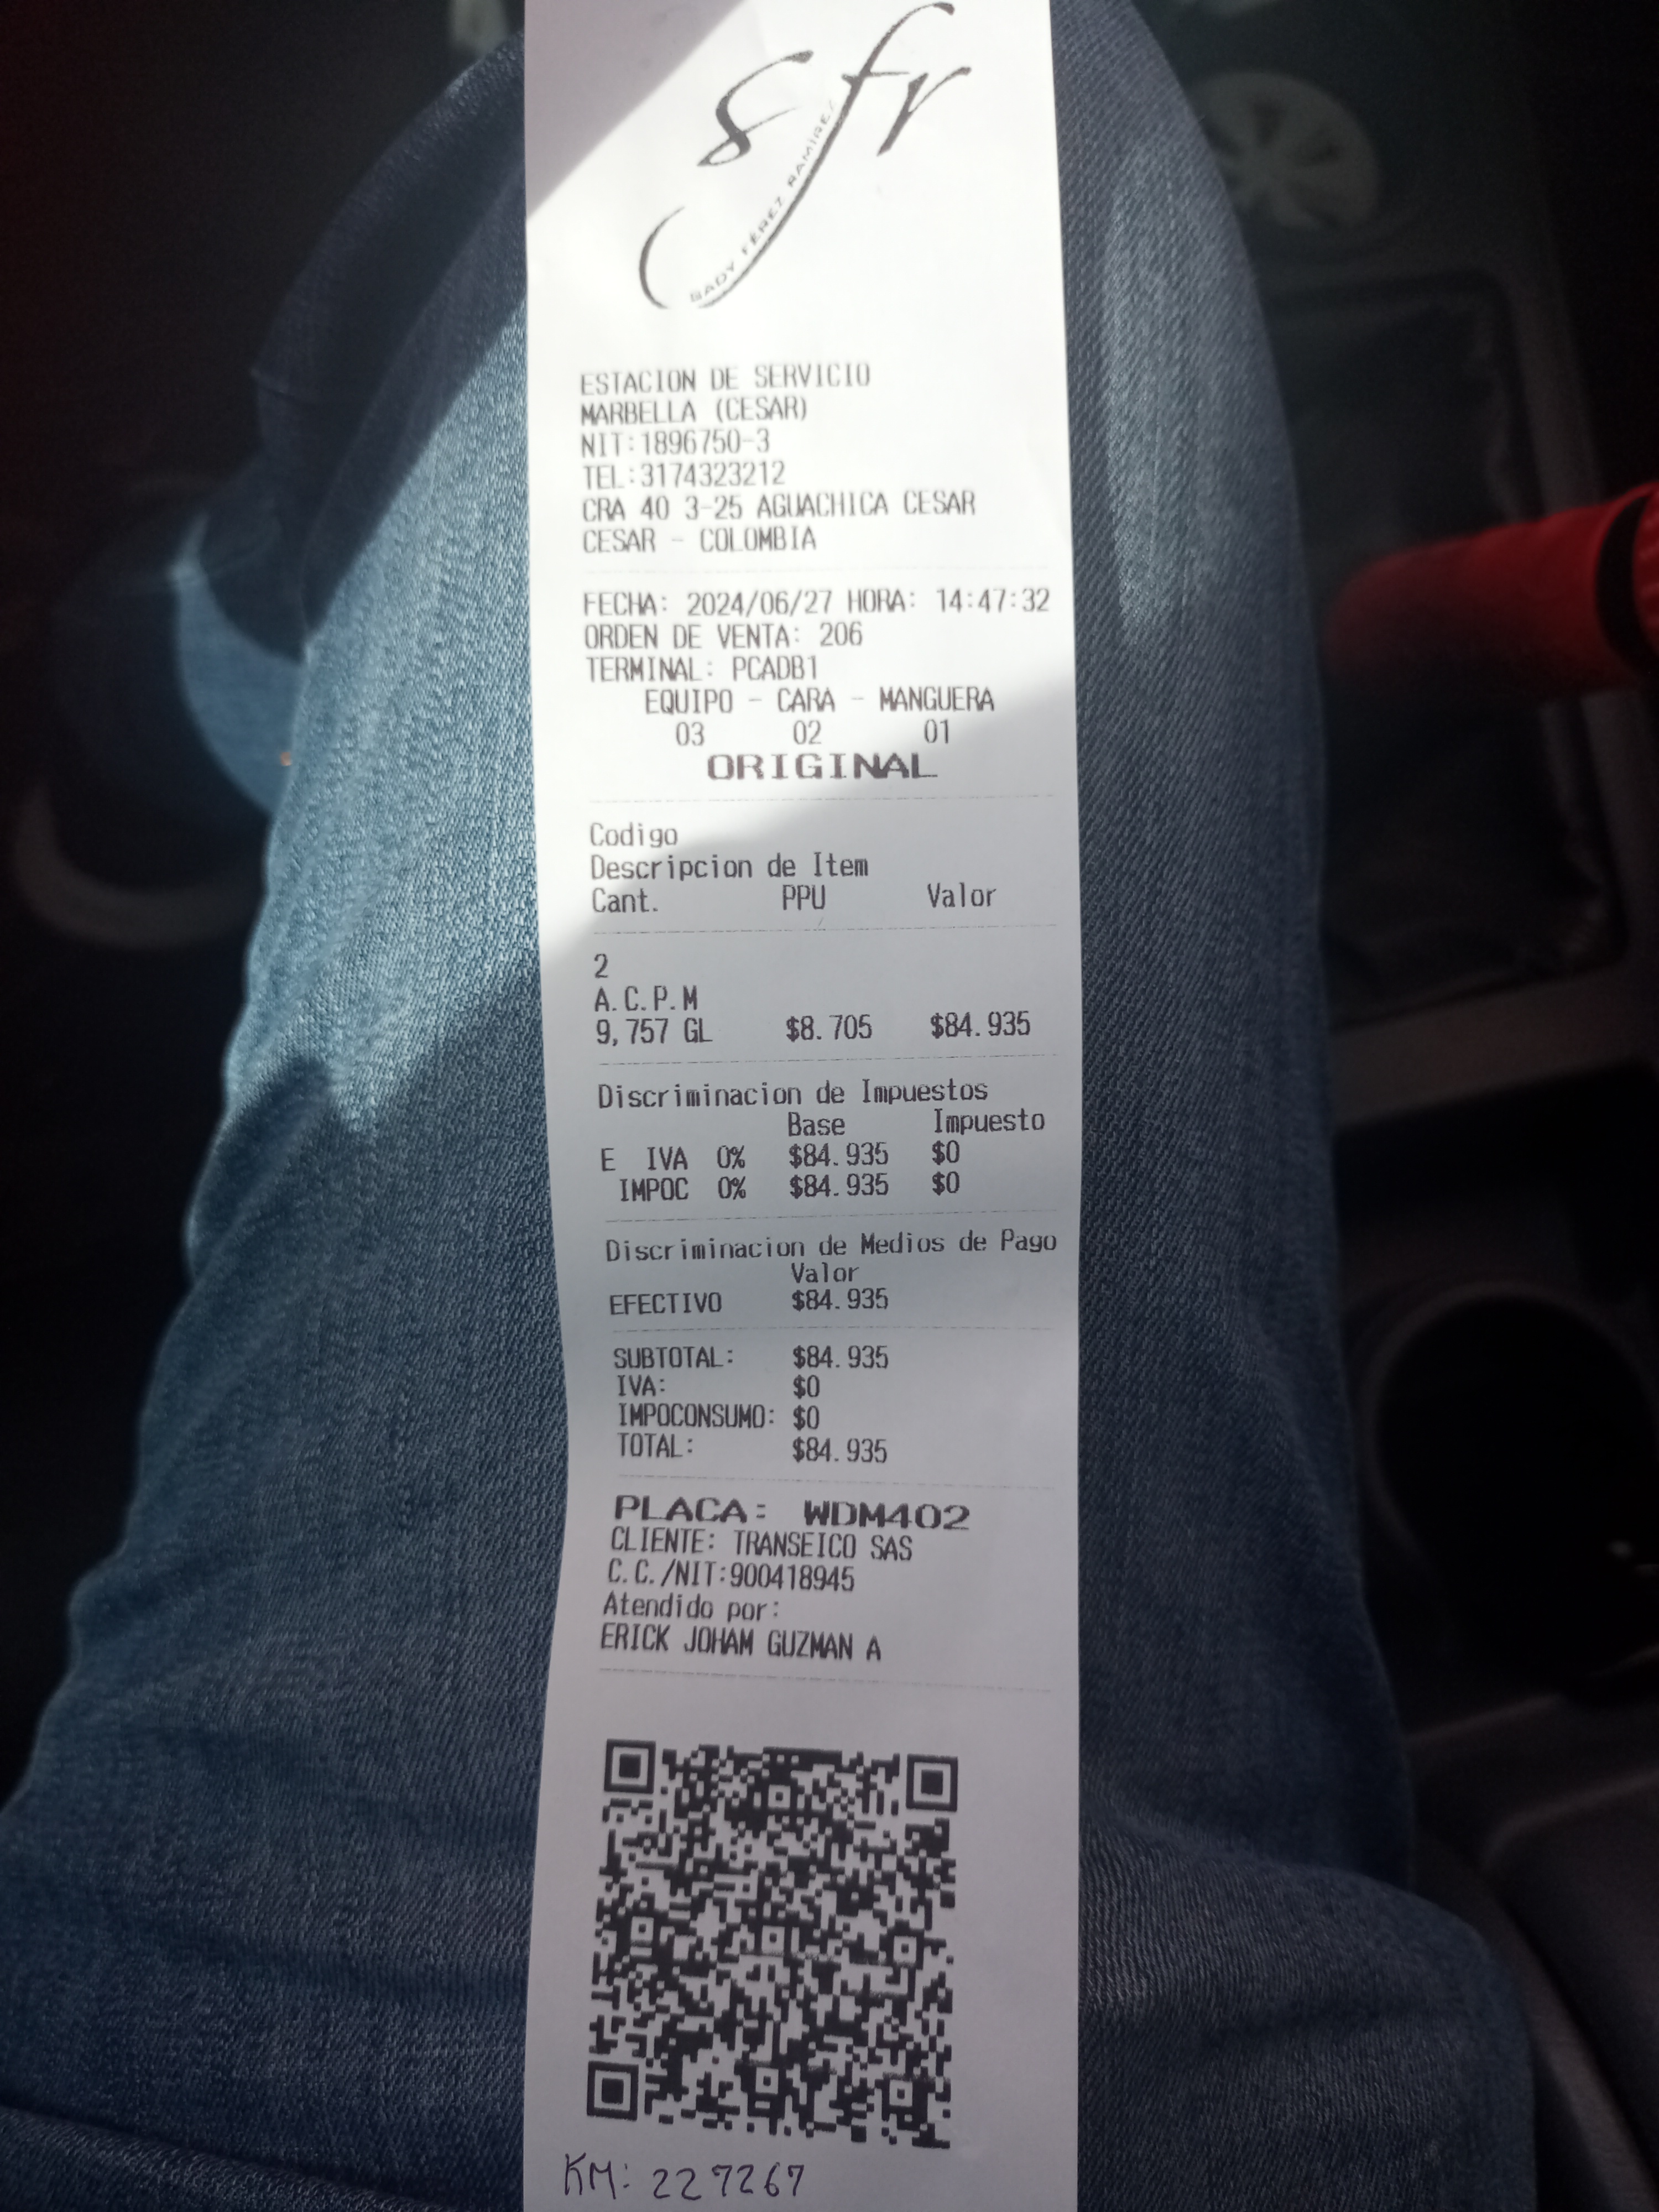 sfr
SADY FÉREZ RAMÍREZ
ESTACION DE SERVICIO
MARBELLA (CESAR)
NIT:1896750-3
TEL:3174323212
CRA 40 3-25 AGUACHICA CESAR
CESAR - COLOMBIA
FECHA: 2024/06/27 HORA: 14:47:32
ORDEN DE VENTA: 206
TERMINAL: PCADB1
EQUIPO - CARA - MANGUERA
03 02 01
ORIGINAL
Codigo
Descripcion de Item
Cant. PPU Valor
2
A.C.P.M
9,757 GL $8.705 $84.935
Discriminacion de Impuestos
Base Impuesto
E IVA 0% $84.935 $0
IMPOC 0% $84.935 $0
Discriminacion de Medios de Pago
Valor
EFECTIVO $84.935
SUBTOTAL: $84.935
IVA: $0
IMPOCONSUMO: $0
TOTAL: $84.935
PLACA: WDM402
CLIENTE: TRANSEICO SAS
C.C./NIT:900418945
Atendido por:
ERICK JOHAM GUZMAN A
KM: 227267